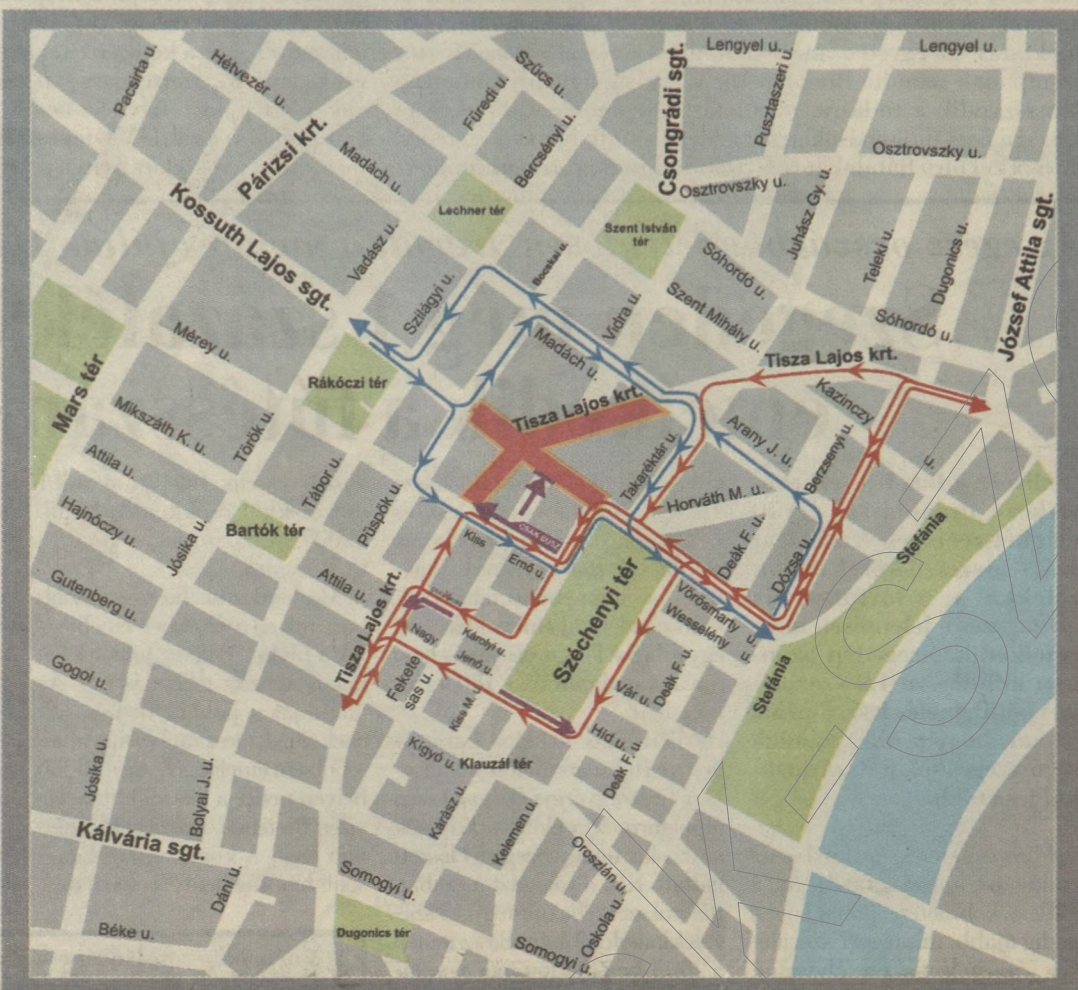 Pacsirta u.
Hétvezér u.
Párizsi krt.
Füredi u.
Szűcs u.
Bercsényi u.
Csongrádi sgt.
Lengyel u.
Lengyel u.
Pusztaszeri u.
Osztrovszky u.
Osztrovszky u.
Madách u.
Kossuth Lajos sgt.
Vadász u.
Lechner tér
Bocskai u.
Szent István
tér
Sóhordó u.
Juhász Gy. u.
Teleki u.
Dugonics u.
József Attila sgt.
Szilágyi u.
Vidra u.
Szent Mihály u.
Sóhordó u.
Mars tér
Mérey u.
Rákóczi tér
Madách u.
Tisza Lajos krt.
Tisza Lajos krt.
Kazinczy
u.
Mikszáth K. u.
Török u.
Attila u.
Tábor u.
Püspök u.
Takaréktár u.
Arany J. u.
Berzsenyi u.
Horváth M. u.
Hajnóczy u.
Jósika u.
Bartók tér
Kiss
Ernő u.
Deák F. u.
Dózsa u.
Stefánia
Gutenberg u.
Attila u.
Tisza Lajos krt.
Nagy
Jenő u.
Károlyi u.
Széchenyi tér
Vörösmarty u.
Wesselény u.
Gogol u.
Fekete
sas u.
Kiss M. u.
Vár u.
Deák F. u.
Stefánia
Jósika u.
Bolyai J. u.
Kígyó u.
Klauzál tér
Híd u.
Deák F. u.
Kálvária sgt.
Kárász u.
Kelemen u.
Dáni u.
Somogyi u.
Oroszlán u.
Béke u.
Dugonics tér
Somogyi u.
Oskola u.